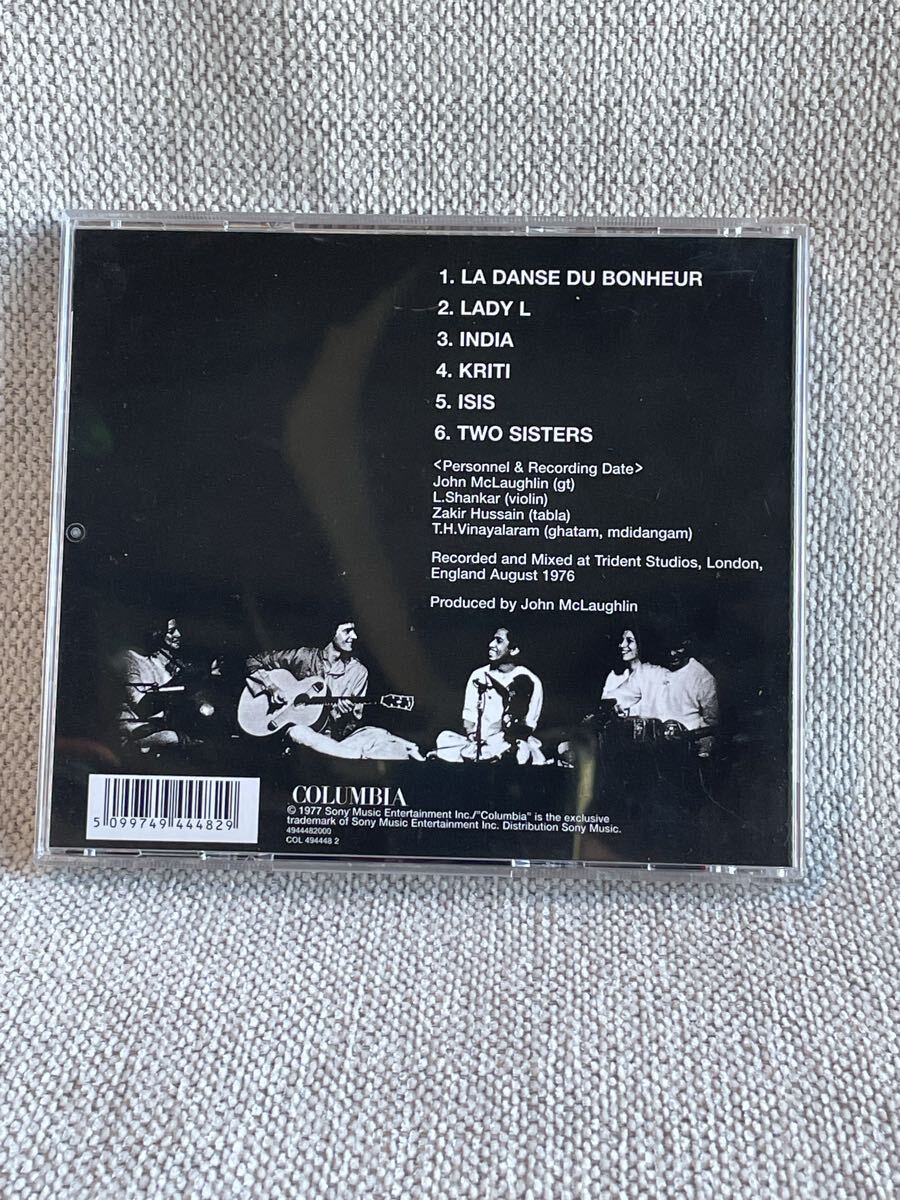 1. LA DANSE DU BONHEUR
2. LADY L
3. INDIA
4. KRITI
5. ISIS
6. TWO SISTERS
<Personnel & Recording Date>
John McLaughlin (gt)
L.Shankar (violin)
Zakir Hussain (tabla)
T.H.Vinayalaram (ghatam, mdidangam)
Recorded and Mixed at Trident Studios, London,
England August 1976
Produced by John McLaughlin
5 099749 444829
COLUMBIA
© 1977 Sony Music Entertainment Inc./"Columbia" is the exclusive
trademark of Sony Music Entertainment Inc. Distribution Sony Music.
4944482000
COL 494448 2